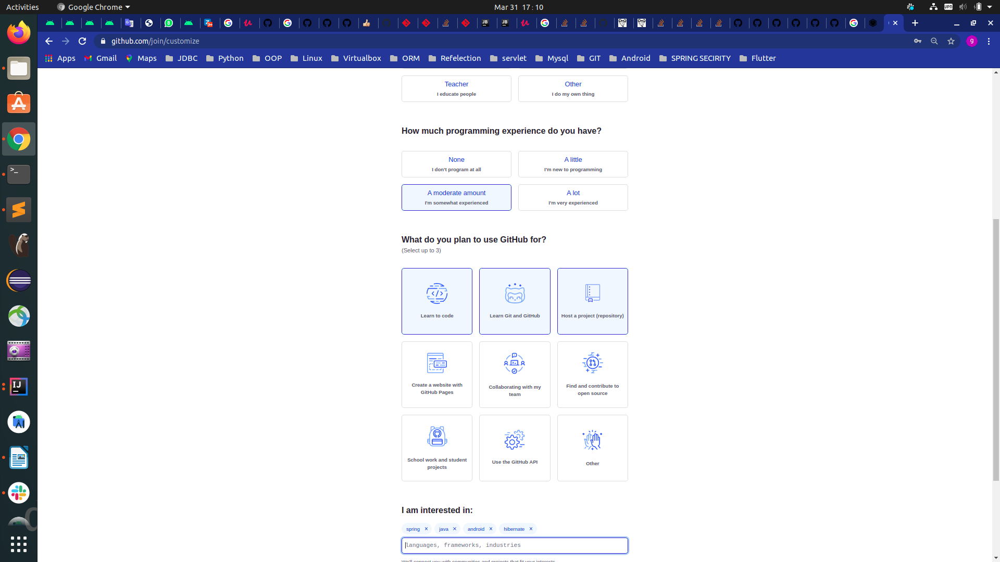 Activities Google Chrome Mar 31 17:10 VPN
github.com/join/customize g
Apps Gmail Maps JDBC Python OOP Linux Virtualbox ORM Refelection servlet Mysql GIT Android SPRING SECIRITY Flutter
Teacher Other
I educate people I do my own thing
How much programming experience do you have?
None A little
I don't program at all I'm new to programming
A moderate amount A lot
I'm somewhat experienced I'm very experienced
What do you plan to use GitHub for?
(Select up to 3)
Learn to code Learn Git and GitHub Host a project (repository)
Create a website with GitHub Pages Collaborating with my team Find and contribute to open source
School work and student projects Use the GitHub API Other
I am interested in:
spring × java × android × hibernate ×
languages, frameworks, industries
We'll connect you with communities and projects that fit your interests.